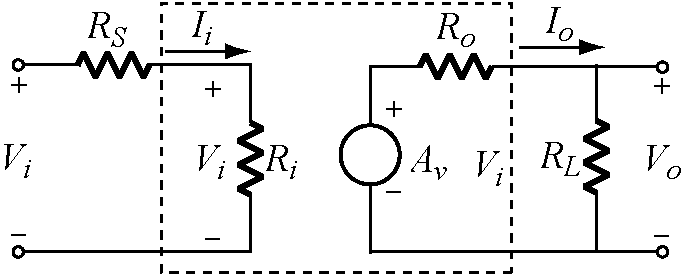 R_S I_i R_o I_o
+ + + +
V_i V_i R_i A_v V_i R_L V_o
− − − −